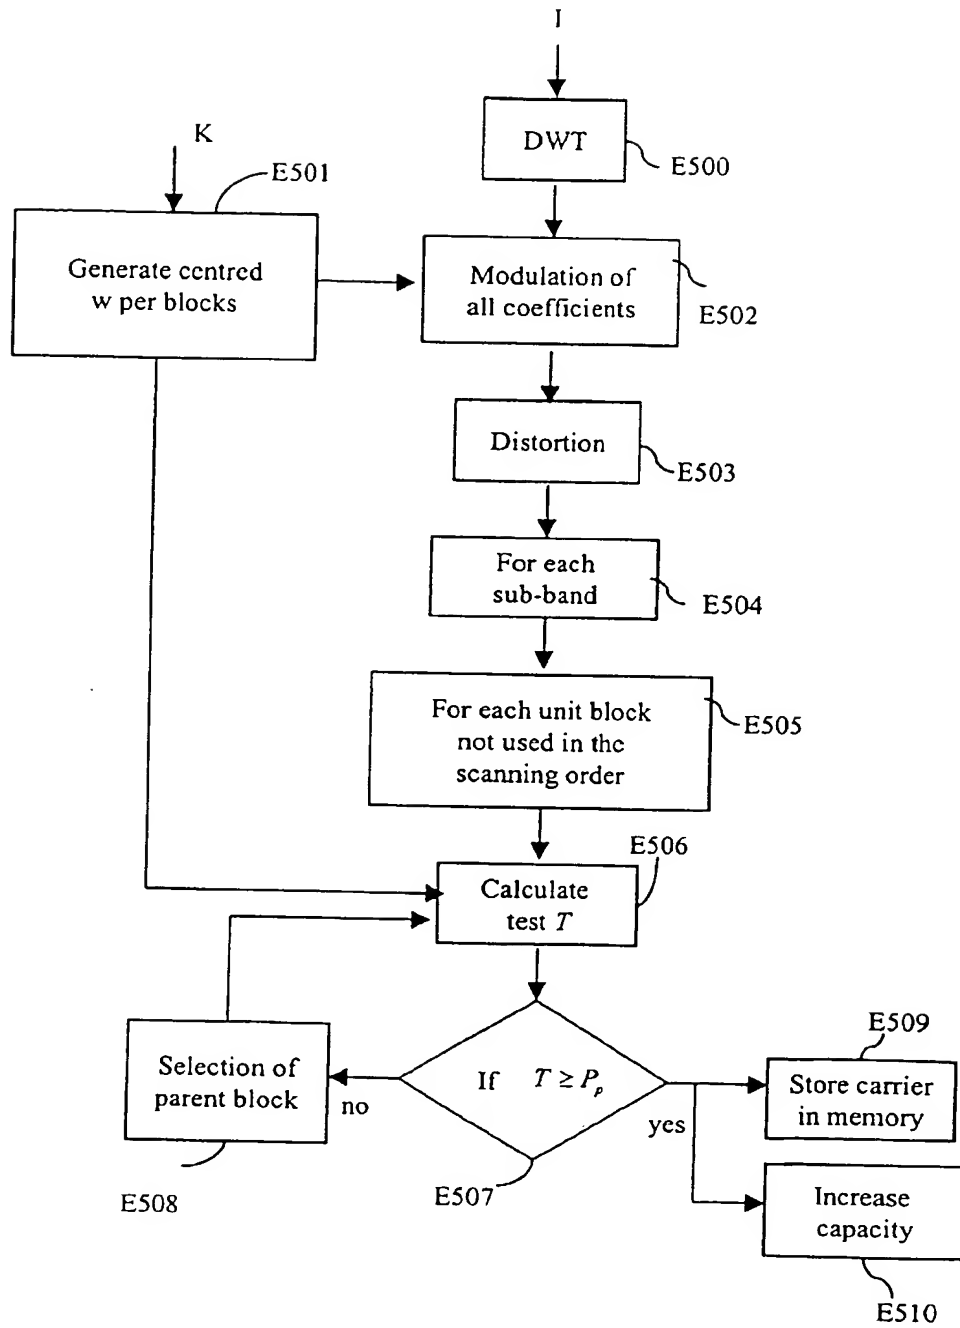 I
DWT
E500
K
E501
Generate centred
w per blocks
Modulation of
all coefficients
E502
Distortion
E503
For each
sub-band
E504
For each unit block
not used in the
scanning order
E505
E506
Calculate
test T
If T ≥ Pp
E507
no
Selection of
parent block
E508
yes
E509
Store carrier
in memory
Increase
capacity
E510